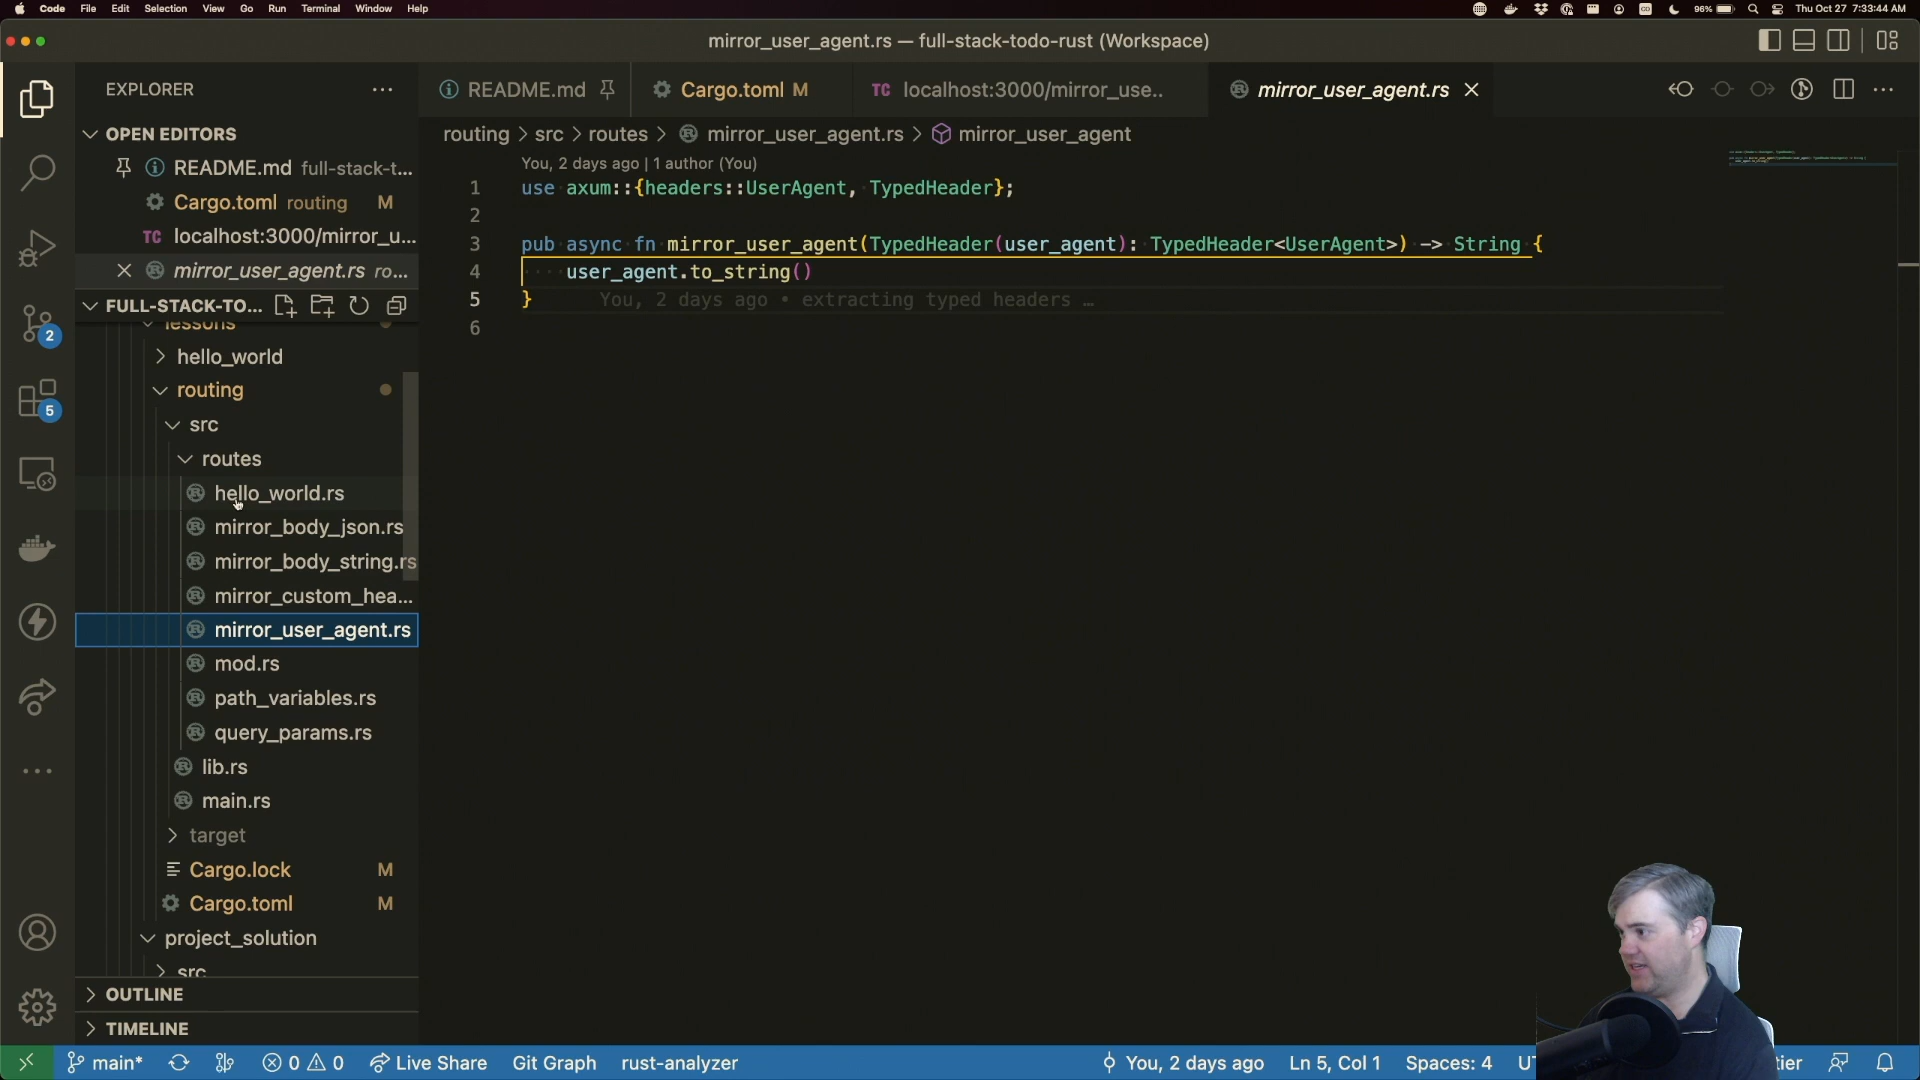 Code File Edit Selection View Go Run Terminal Window Help 96% Thu Oct 27 7:33:44 AM
mirror_user_agent.rs — full-stack-todo-rust (Workspace)
EXPLORER
README.md
Cargo.toml M
TC localhost:3000/mirror_use..
mirror_user_agent.rs
OPEN EDITORS
README.md full-stack-t...
Cargo.toml routing M
TC localhost:3000/mirror_u...
mirror_user_agent.rs ro...
FULL-STACK-TO...
lessons
hello_world
routing
src
routes
hello_world.rs
mirror_body_json.rs
mirror_body_string.rs
mirror_custom_hea...
mirror_user_agent.rs
mod.rs
path_variables.rs
query_params.rs
lib.rs
main.rs
target
Cargo.lock M
Cargo.toml M
project_solution
src
OUTLINE
TIMELINE
2
5
routing > src > routes > mirror_user_agent.rs > mirror_user_agent
You, 2 days ago | 1 author (You)
1 use axum::{headers::UserAgent, TypedHeader};
2
3 pub async fn mirror_user_agent(TypedHeader(user_agent): TypedHeader<UserAgent>) -> String {
4 user_agent.to_string()
5 } You, 2 days ago • extracting typed headers …
6
main* 0 0 Live Share Git Graph rust-analyzer You, 2 days ago Ln 5, Col 1 Spaces: 4